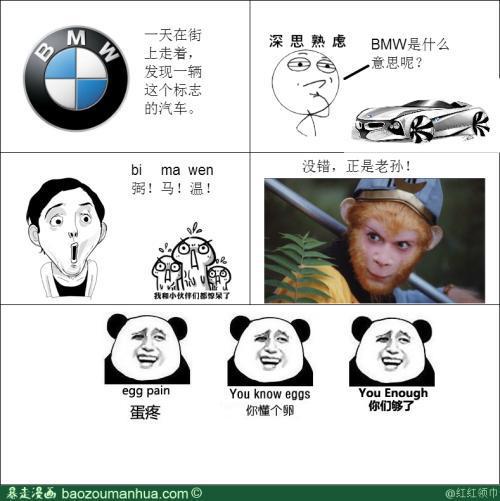 BMW
一天在街
上走着，
发现一辆
这个标志
的汽车。
深思熟虑
BMW是什么
意思呢？
bi ma wen
弼！马！温！
我和小伙伴们都惊呆了
没错，正是老孙！
egg pain
蛋疼
You know eggs
你懂个卵
You Enough
你们够了
暴走漫画 baozoumanhua.com
@红红领巾